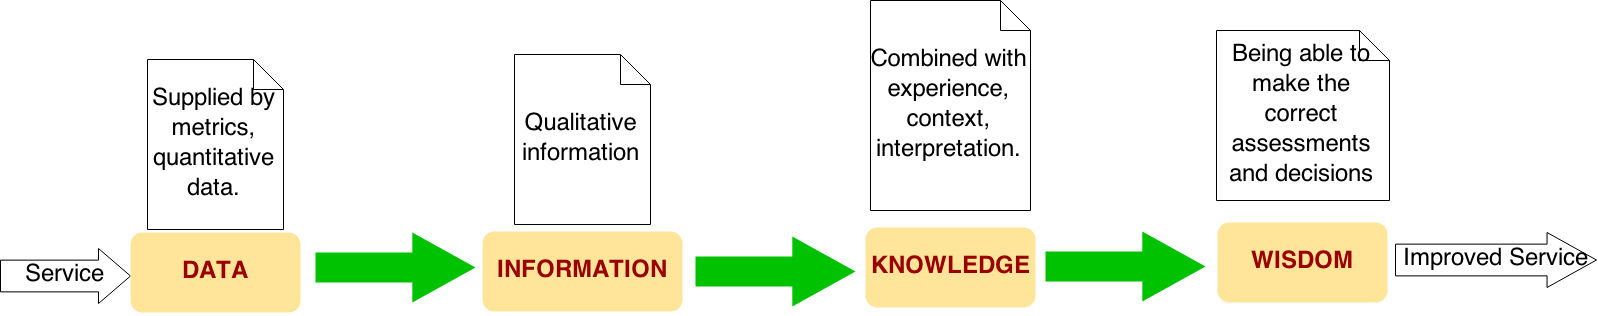 Service
Supplied by
metrics,
quantitative
data.
DATA
Qualitative
information
INFORMATION
Combined with
experience,
context,
interpretation.
KNOWLEDGE
Being able to
make the
correct
assessments
and decisions
WISDOM
Improved Service